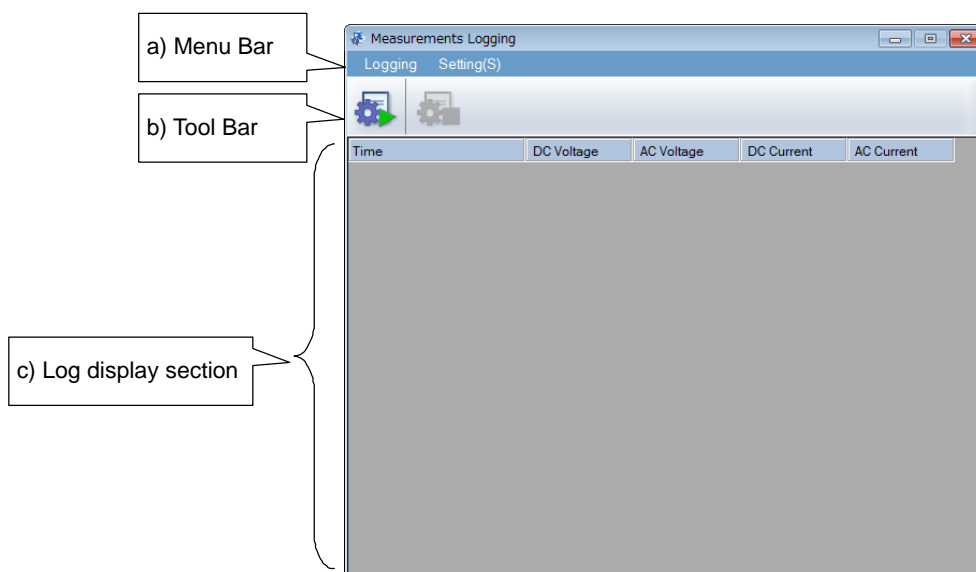 a) Menu Bar
Measurements Logging
Logging Setting(S)
b) Tool Bar
Time DC Voltage AC Voltage DC Current AC Current
c) Log display section